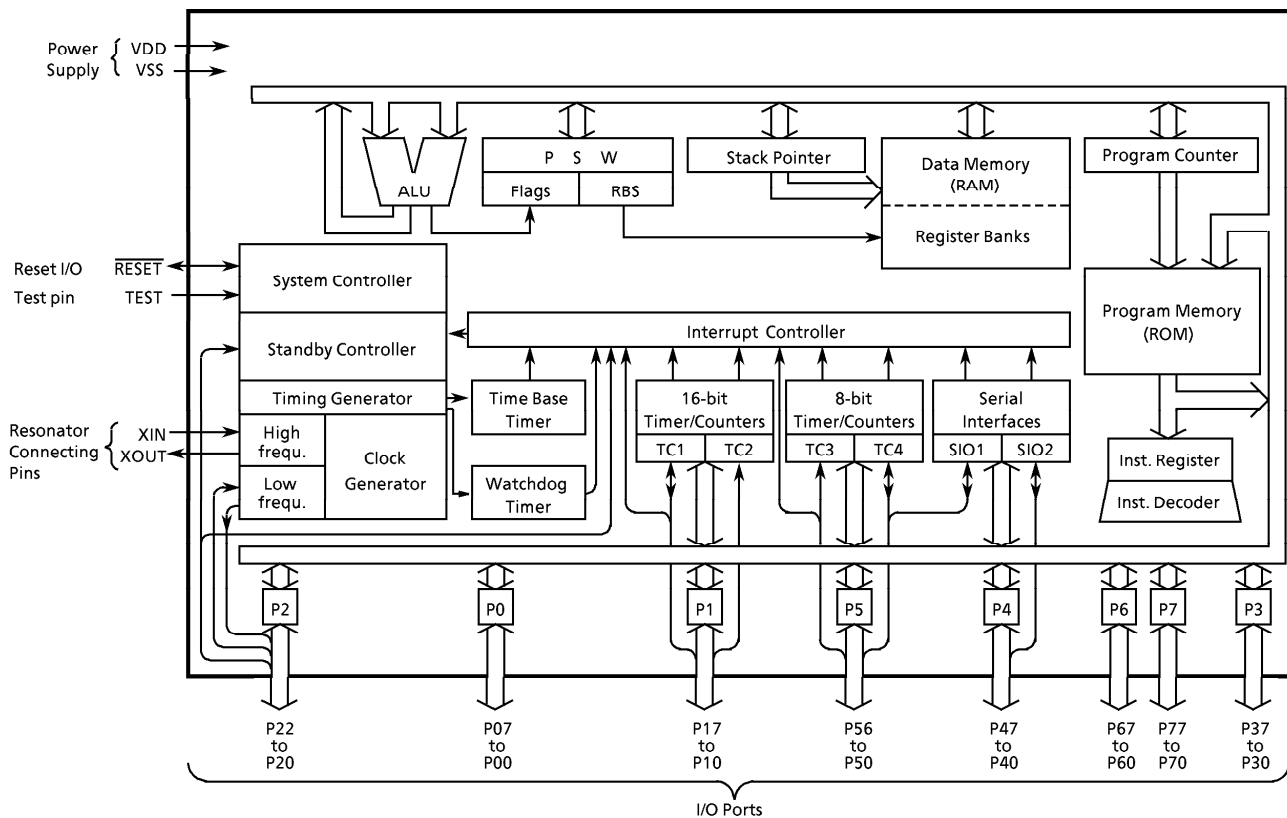 Power Supply
VDD
VSS
ALU
P S W
Flags
RBS
Stack Pointer
Data Memory
(RAM)
Register Banks
Program Counter
Reset I/O
RESET
Test pin
TEST
System Controller
Standby Controller
Timing Generator
Interrupt Controller
Program Memory
(ROM)
Resonator
Connecting
Pins
XIN
XOUT
High
frequ.
Low
frequ.
Clock
Generator
Time Base
Timer
Watchdog
Timer
16-bit
Timer/Counters
TC1
TC2
8-bit
Timer/Counters
TC3
TC4
Serial
Interfaces
SIO1
SIO2
Inst. Register
Inst. Decoder
P2
P0
P1
P5
P4
P6
P7
P3
P22
to
P20
P07
to
P00
P17
to
P10
P56
to
P50
P47
to
P40
P67
to
P60
P77
to
P70
P37
to
P30
I/O Ports